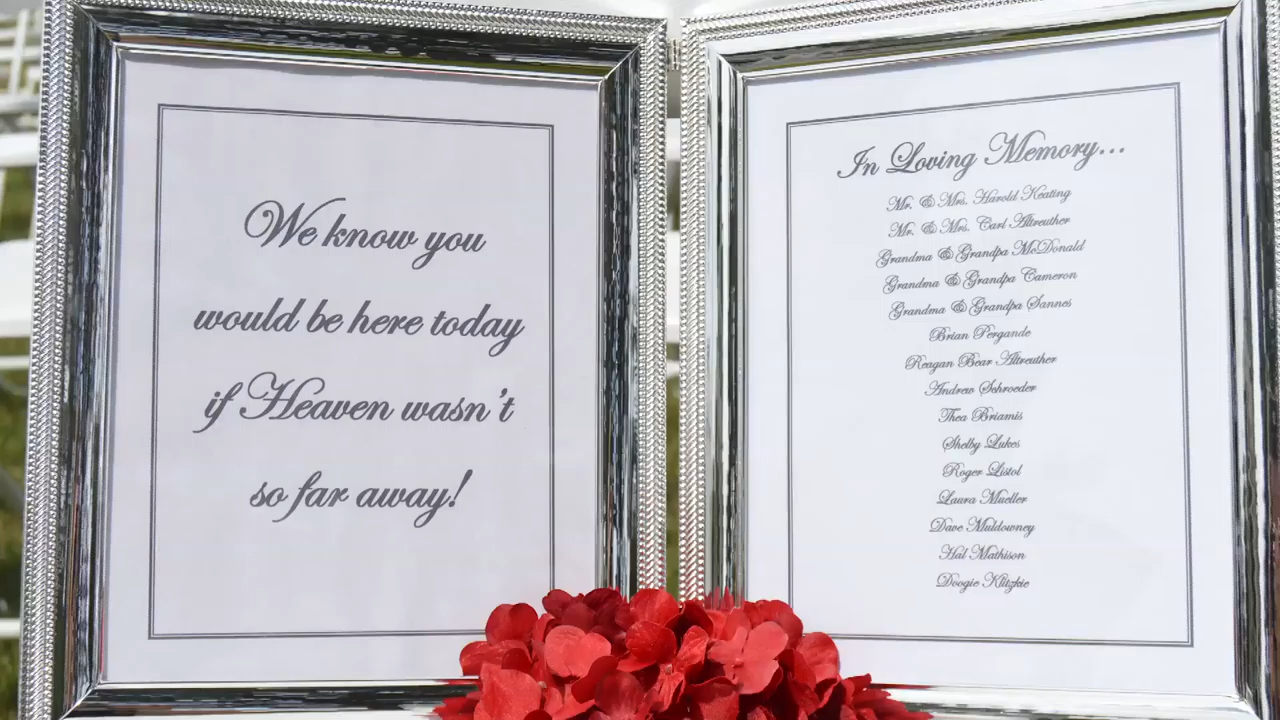 We know you
would be here today
if Heaven wasn't
so far away!
In Loving Memory...
Mr. & Mrs. Harold Keating
Mr. & Mrs. Carl Altreuther
Grandma & Grandpa McDonald
Grandma & Grandpa Cameron
Grandma & Grandpa Sannes
Brian Pergande
Reagan Bear Altreuther
Andrew Schroeder
Thea Briamis
Shelby Lukes
Roger Listol
Laura Mueller
Dave Muldowney
Hal Mathison
Doogie Klitzkie